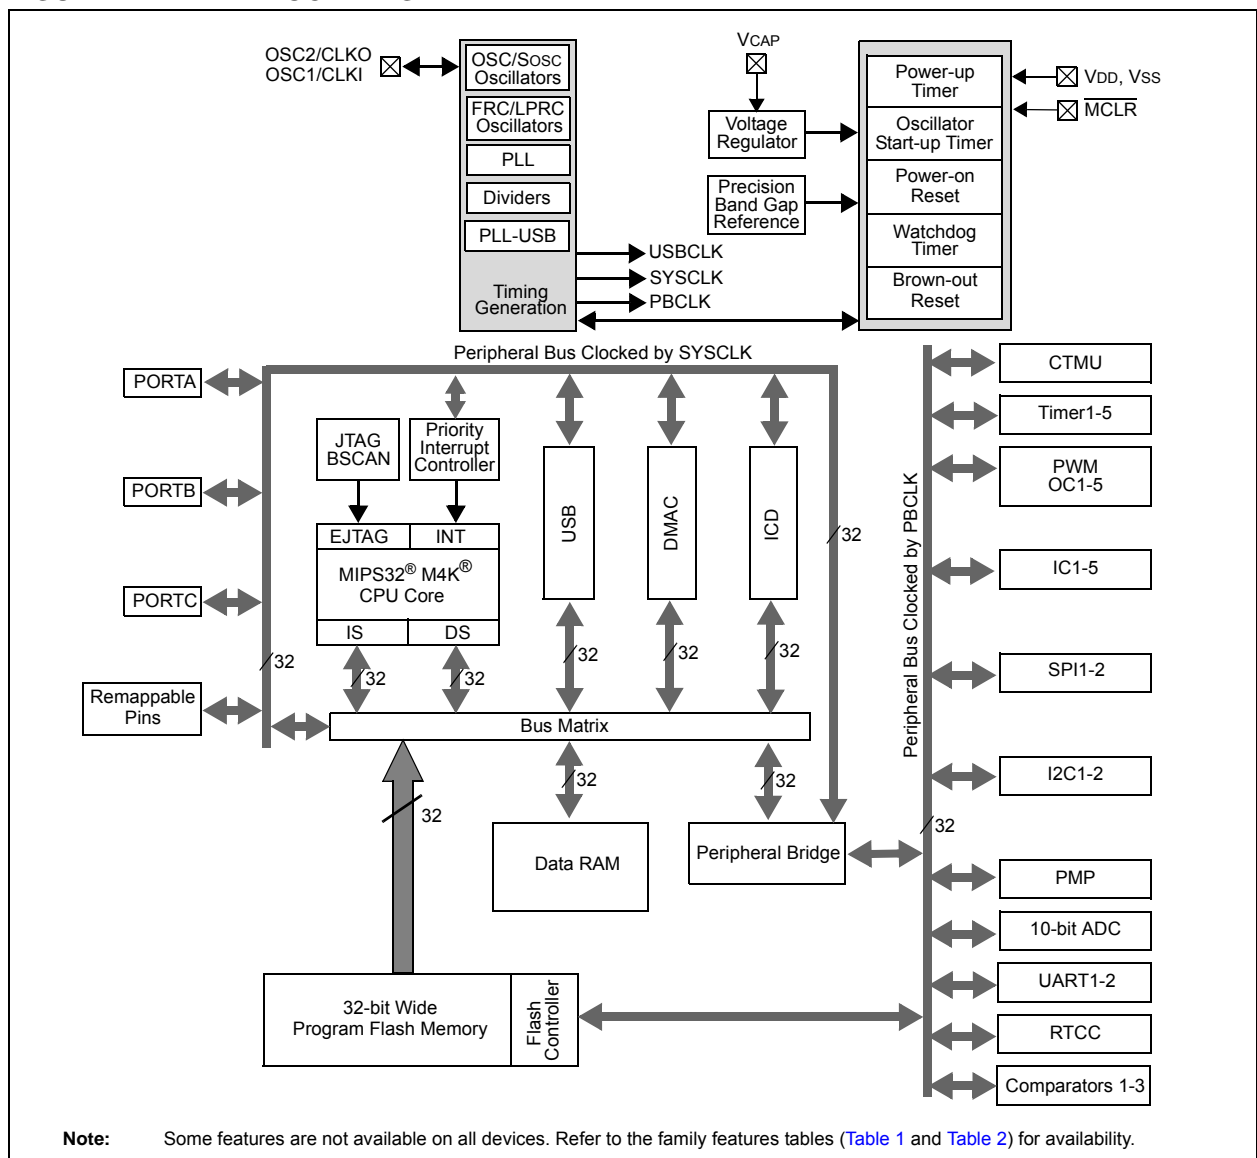 OSC2/CLKO
OSC1/CLKI
OSC/SOSC
Oscillators
FRC/LPRC
Oscillators
PLL
Dividers
PLL-USB
Timing
Generation
USBCLK
SYSCLK
PBCLK
VCAP
Voltage
Regulator
Precision
Band Gap
Reference
Power-up
Timer
Oscillator
Start-up Timer
Power-on
Reset
Watchdog
Timer
Brown-out
Reset
VDD, VSS
MCLR
Peripheral Bus Clocked by SYSCLK
PORTA
PORTB
PORTC
Remappable
Pins
32
JTAG
BSCAN
Priority
Interrupt
Controller
EJTAG
INT
MIPS32® M4K®
CPU Core
IS
DS
32
32
USB
32
DMAC
32
ICD
32
32
Bus Matrix
32
32
32
Data RAM
Peripheral Bridge
32-bit Wide
Program Flash Memory
Flash
Controller
Peripheral Bus Clocked by PBCLK
32
CTMU
Timer1-5
PWM
OC1-5
IC1-5
SPI1-2
I2C1-2
PMP
10-bit ADC
UART1-2
RTCC
Comparators 1-3
Note: Some features are not available on all devices. Refer to the family features tables (Table 1 and Table 2) for availability.